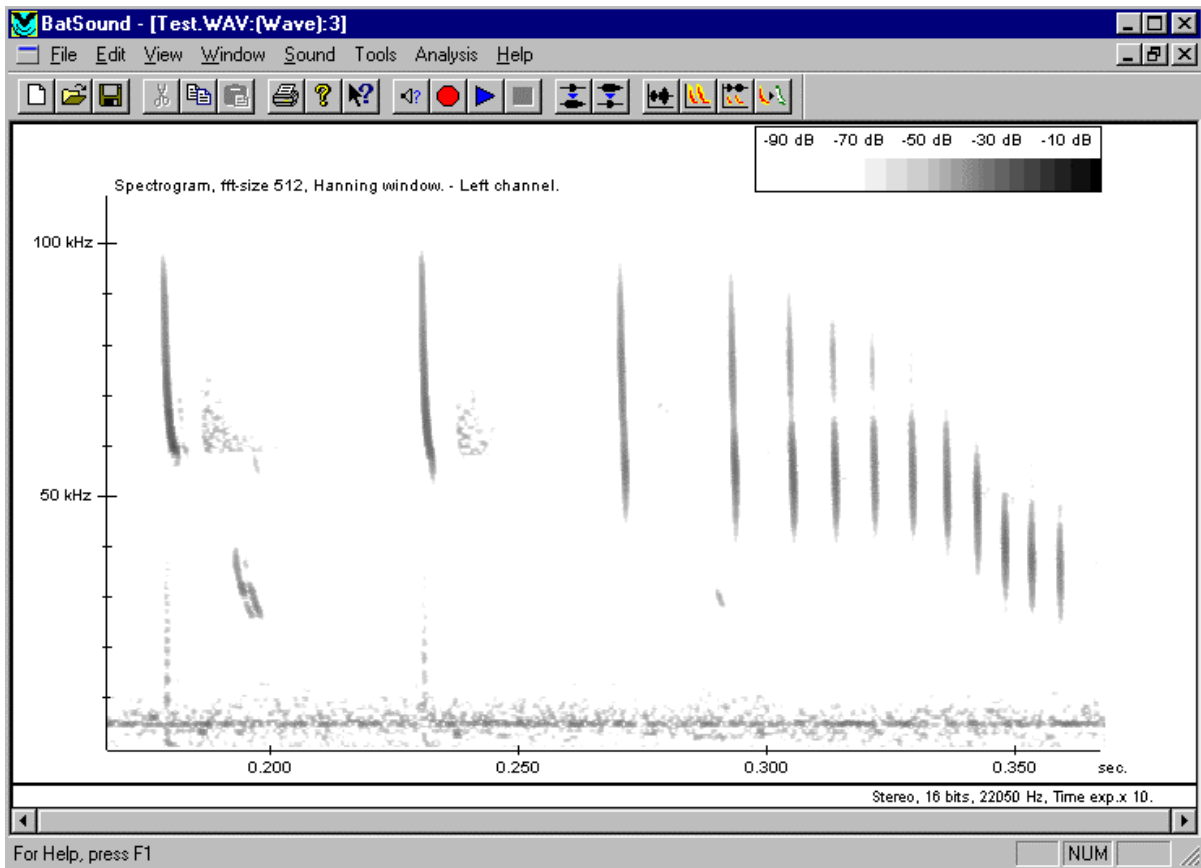 BatSound - [Test.WAV:(Wave):3]
File Edit View Window Sound Tools Analysis Help
-90 dB -70 dB -50 dB -30 dB -10 dB
Spectrogram, fft-size 512, Hanning window. - Left channel.
100 kHz
50 kHz
0.200 0.250 0.300 0.350 sec.
Stereo, 16 bits, 22050 Hz, Time exp.x 10.
For Help, press F1 NUM